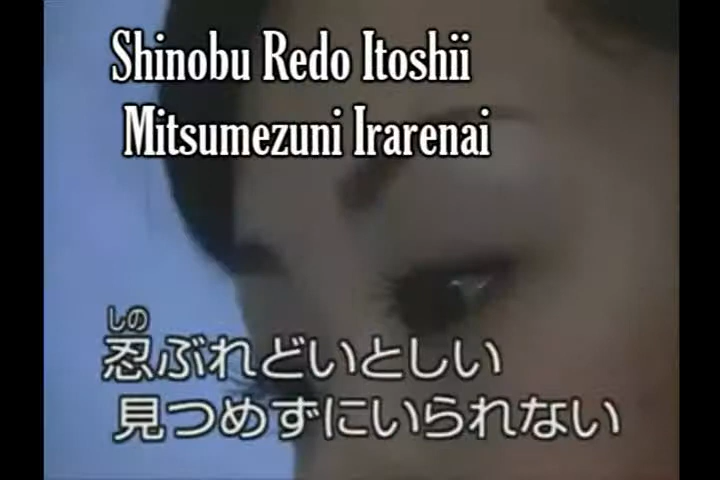 Shinobu Redo Itoshii
Mitsumezuni Irarenai
しの
忍ぶれどいとしい
見つめずにいられない